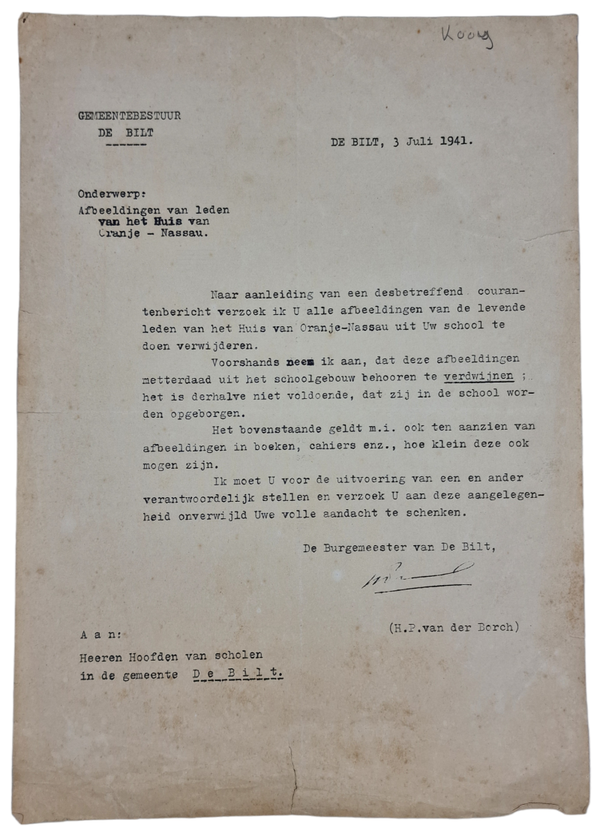 Koog
GEMEENTEBESTUUR
DE BILT
DE BILT, 3 Juli 1941.
Onderwerp:
Afbeeldingen van leden
van het Huis van
Oranje - Nassau.
Naar aanleiding van een desbetreffend couran-
tenbericht verzoek ik U alle afbeeldingen van de levende
leden van het Huis van Oranje-Nassau uit Uw school te
doen verwijderen.
Voorshands neem ik aan, dat deze afbeeldingen
metterdaad uit het schoolgebouw behooren te verdwijnen ;
het is derhalve niet voldoende, dat zij in de school wor-
den opgeborgen.
Het bovenstaande geldt m.i. ook ten aanzien van
afbeeldingen in boeken, cahiers enz., hoe klein deze ook
mogen zijn.
Ik moet U voor de uitvoering van een en ander
verantwoordelijk stellen en verzoek U aan deze aangelegen-
heid onverwijld Uwe volle aandacht te schenken.
De Burgemeester van De Bilt,
(H.P.van der Borch)
A a n:
Heeren Hoofden van scholen
in de gemeente D e B i l t.